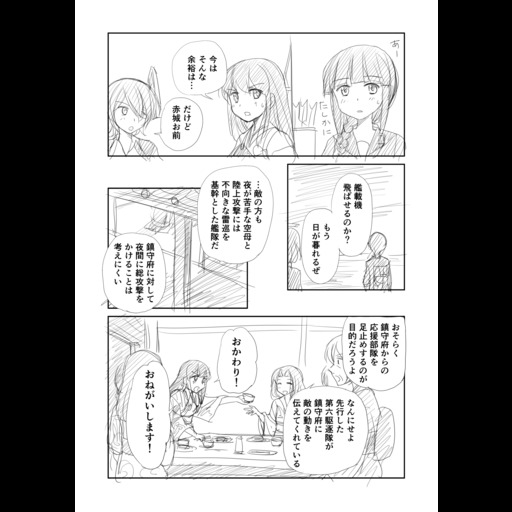 あー
たしかに
今は
そんな
余裕は…
だけど
赤城お前
艦載機
飛ばせるのか？
もう
日が暮れるぜ
…敵の方も
夜が苦手な空母と
陸上攻撃には
不向きな雷巡を
基幹とした艦隊だ
鎮守府に対して
夜間に総攻撃を
かけることは
考えにくい
おそらく
鎮守府からの
応援部隊を
足止めするのが
目的だろうよ
なんにせよ
先行した
第六駆逐隊が
鎮守府に
敵の動きを
伝えてくれている
おかわり！
おねがいします！